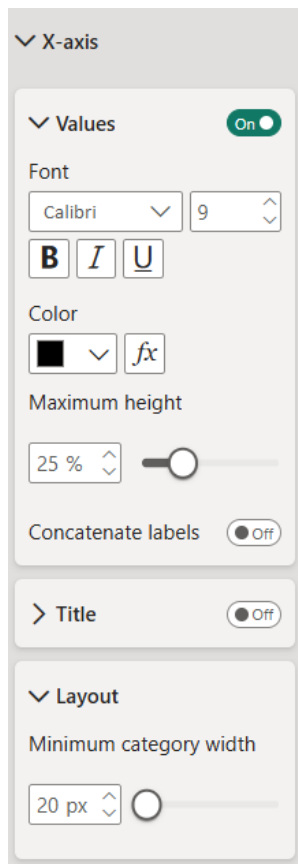 X-axis
Values On
Font
Calibri 9
B I U
Color
fx
Maximum height
25 %
Concatenate labels Off
Title Off
Layout
Minimum category width
20 px